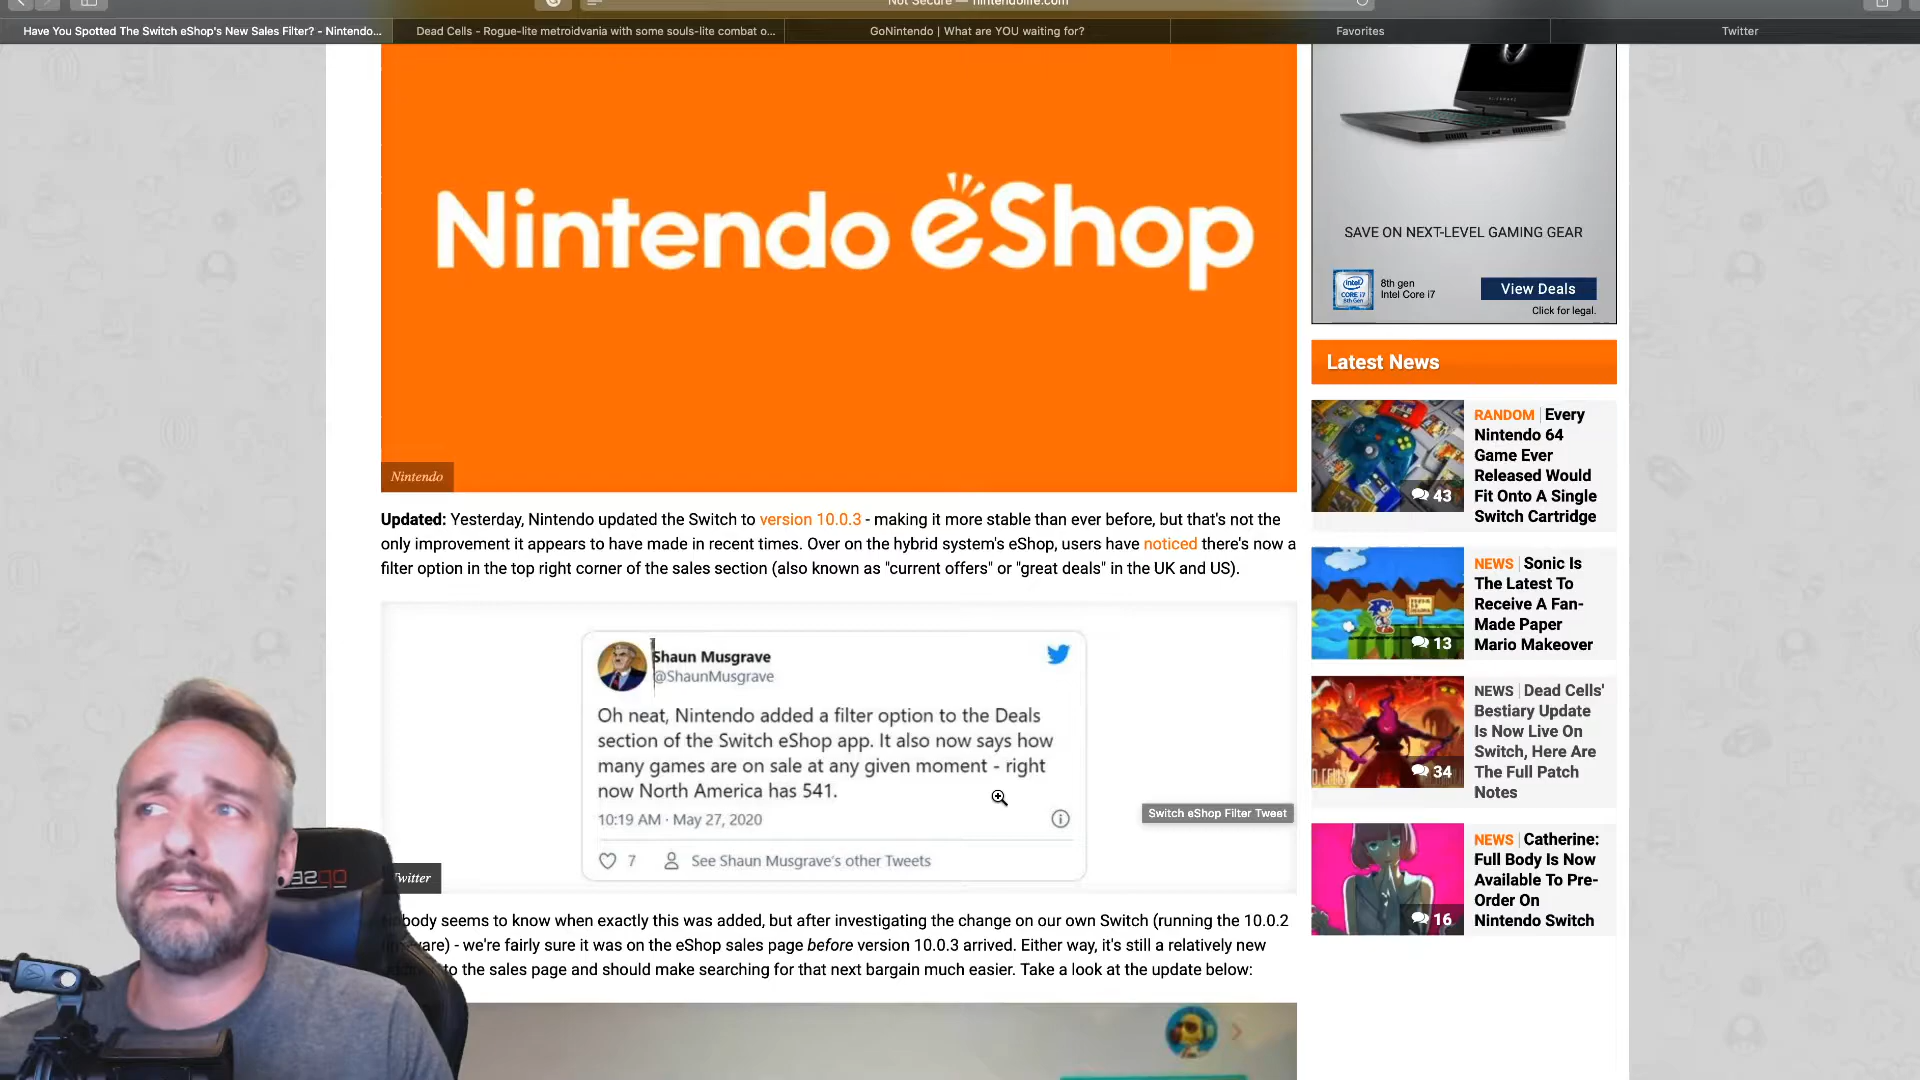 Not Secure — nintendolife.com
Have You Spotted The Switch eShop's New Sales Filter? - Nintendo...
Dead Cells - Rogue-lite metroidvania with some souls-lite combat o...
GoNintendo | What are YOU waiting for?
Favorites
Twitter
Nintendo eShop
Nintendo
Updated: Yesterday, Nintendo updated the Switch to version 10.0.3 - making it more stable than ever before, but that's not the
only improvement it appears to have made in recent times. Over on the hybrid system's eShop, users have noticed there's now a
filter option in the top right corner of the sales section (also known as "current offers" or "great deals" in the UK and US).
Shaun Musgrave
@ShaunMusgrave
Oh neat, Nintendo added a filter option to the Deals
section of the Switch eShop app. It also now says how
many games are on sale at any given moment - right
now North America has 541.
10:19 AM · May 27, 2020
7
See Shaun Musgrave's other Tweets
Switch eShop Filter Tweet
Twitter
body seems to know when exactly this was added, but after investigating the change on our own Switch (running the 10.0.2
- we're fairly sure it was on the eShop sales page before version 10.0.3 arrived. Either way, it's still a relatively new
to the sales page and should make searching for that next bargain much easier. Take a look at the update below:
SAVE ON NEXT-LEVEL GAMING GEAR
intel
CORE i7
8th Gen
8th gen
Intel Core i7
View Deals
Click for legal.
Latest News
RANDOM | Every
Nintendo 64
Game Ever
Released Would
Fit Onto A Single
Switch Cartridge
43
NEWS | Sonic Is
The Latest To
Receive A Fan-
Made Paper
Mario Makeover
13
NEWS | Dead Cells'
Bestiary Update
Is Now Live On
Switch, Here Are
The Full Patch
Notes
34
NEWS | Catherine:
Full Body Is Now
Available To Pre-
Order On
Nintendo Switch
16